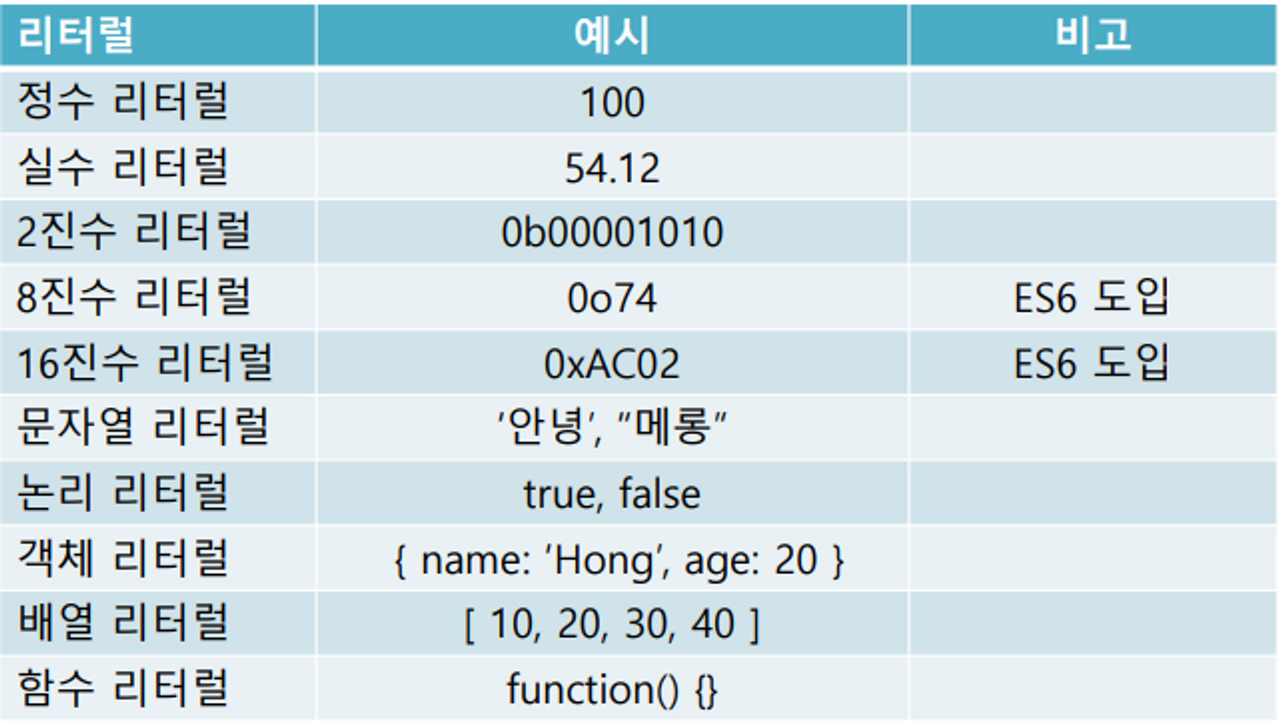 리터럴 예시 비고
정수 리터럴 100
실수 리터럴 54.12
2진수 리터럴 0b00001010
8진수 리터럴 0o74 ES6 도입
16진수 리터럴 0xAC02 ES6 도입
문자열 리터럴 ‘안녕’, “메롱”
논리 리터럴 true, false
객체 리터럴 { name: ‘Hong’, age: 20 }
배열 리터럴 [ 10, 20, 30, 40 ]
함수 리터럴 function() {}